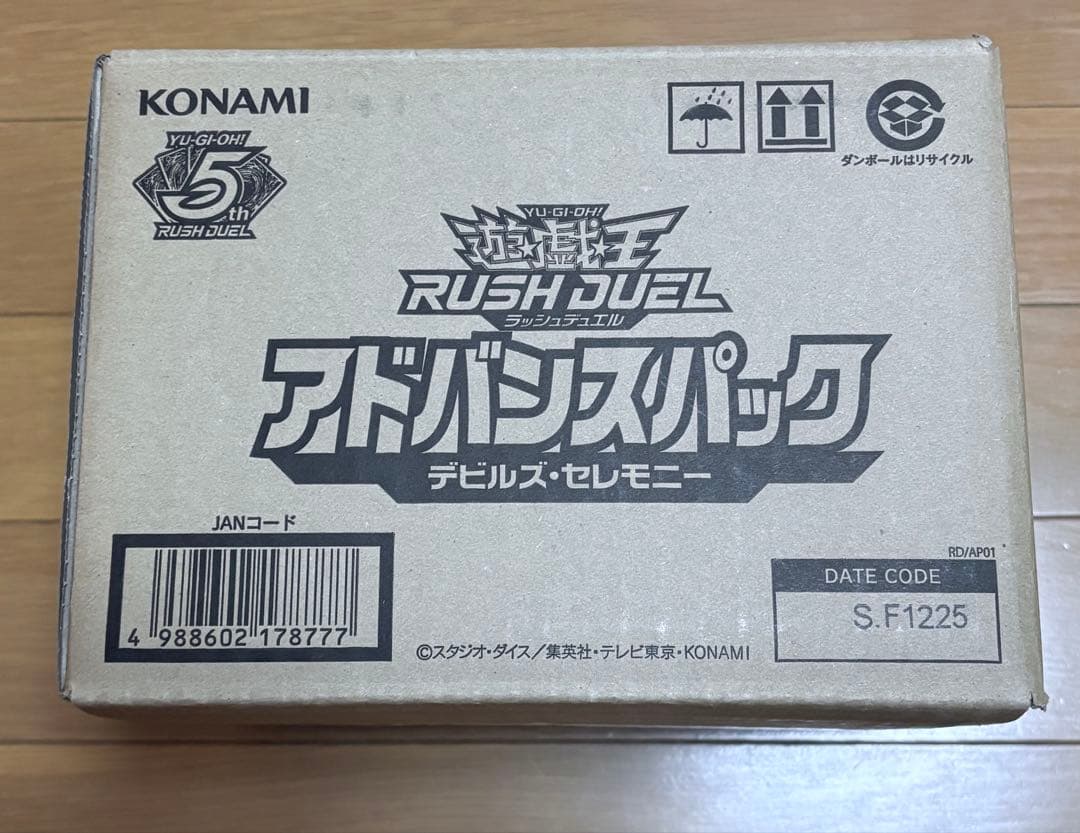 KONAMI
YU-GI-OH!
5th
RUSH DUEL
ダンボールはリサイクル
YU-GI-OH!
遊☆戯☆王
RUSH DUEL
ラッシュデュエル
アドバンスパック
デビルズ・セレモニー
JANコード
4 988602 178777
©スタジオ・ダイス/集英社・テレビ東京・KONAMI
RD/AP01
DATE CODE
S.F1225